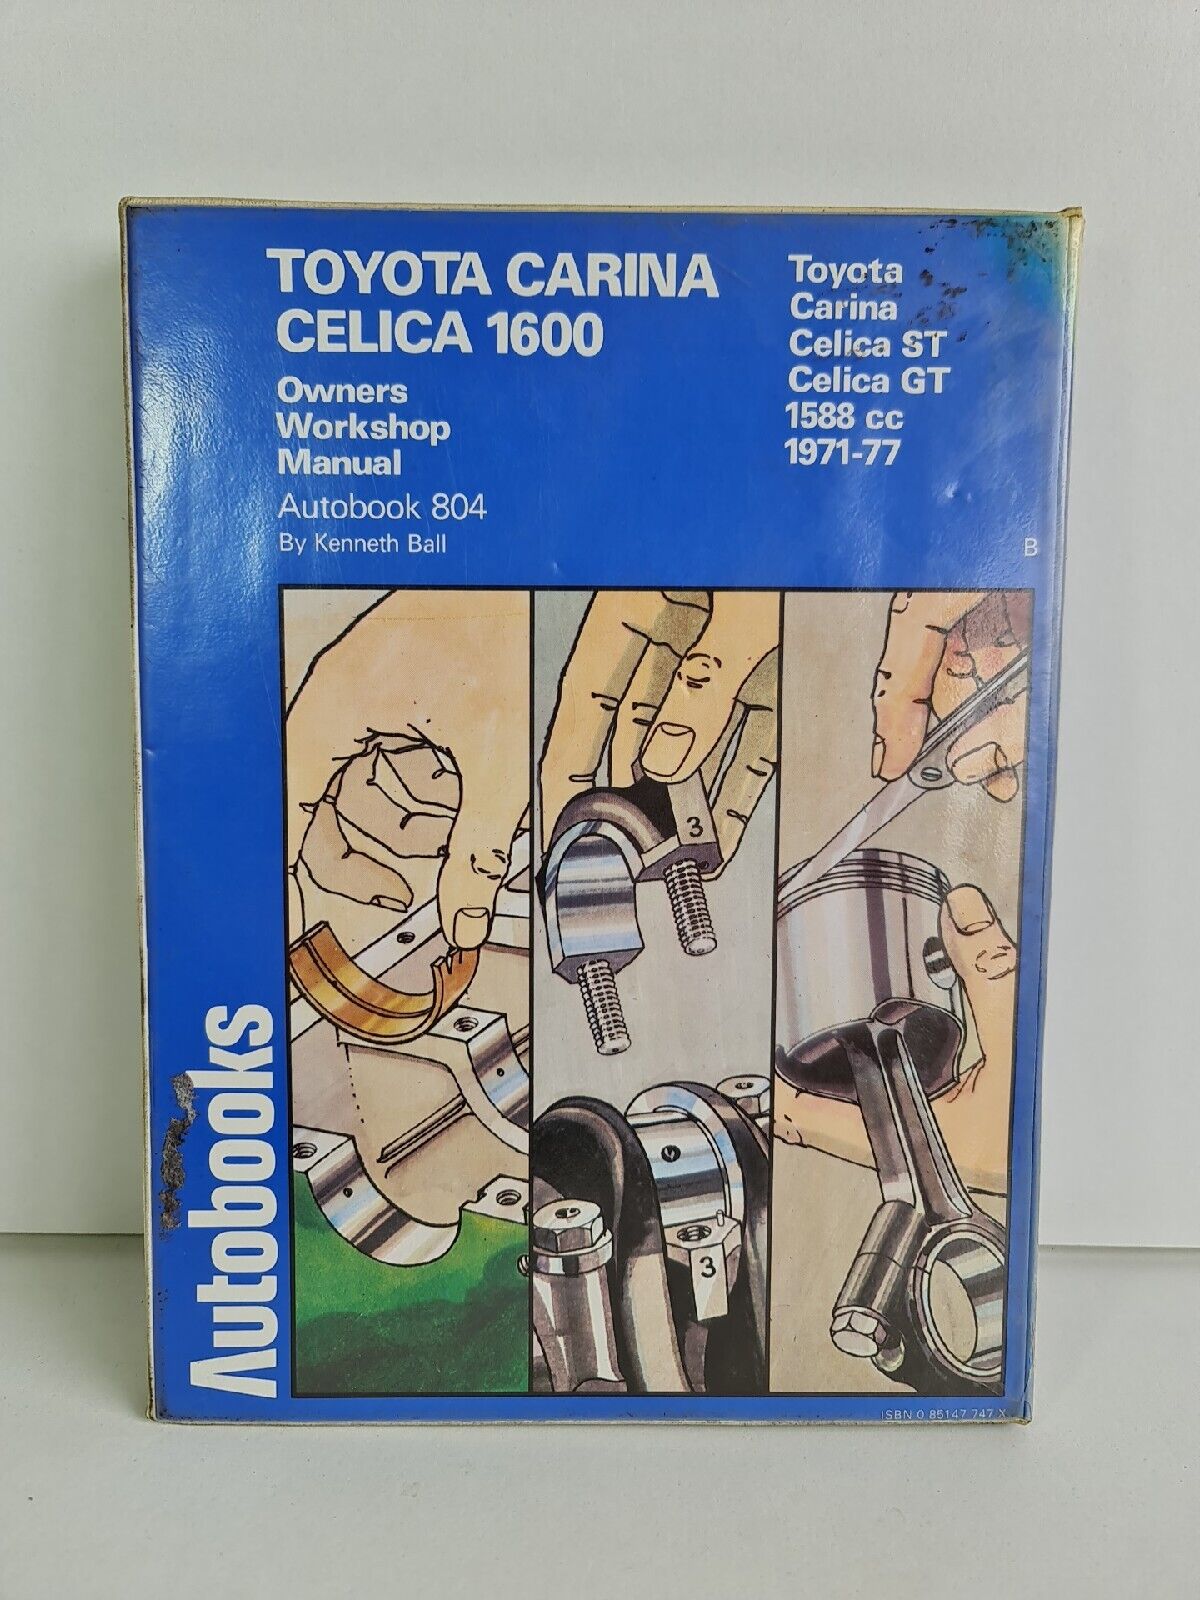 TOYOTA CARINA
CELICA 1600
Owners
Workshop
Manual
Autobook 804
By Kenneth Ball
Toyota
Carina
Celica ST
Celica GT
1588 cc
1971-77
B
3
3
Autobooks
ISBN 0 85147 747 X